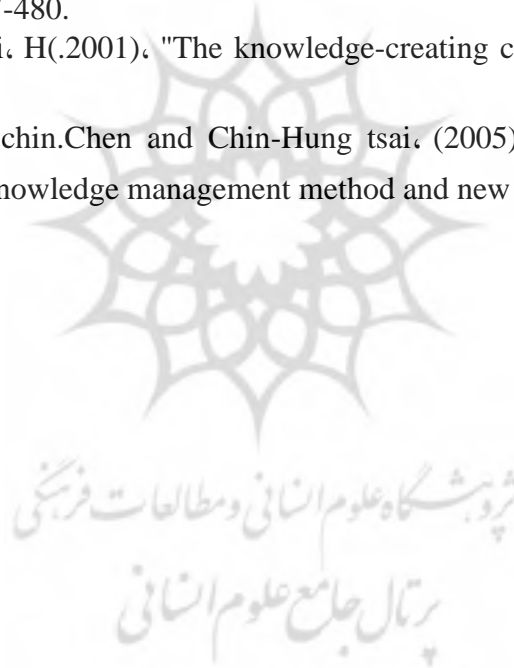 -480.
i، H(.2001)، "The knowledge-creating c
chin.Chen and Chin-Hung tsai، (2005)
nowledge management method and new
پژوهشگاه علوم انسانی و مطالعات فرهنگی
پرتال جامع علوم انسانی